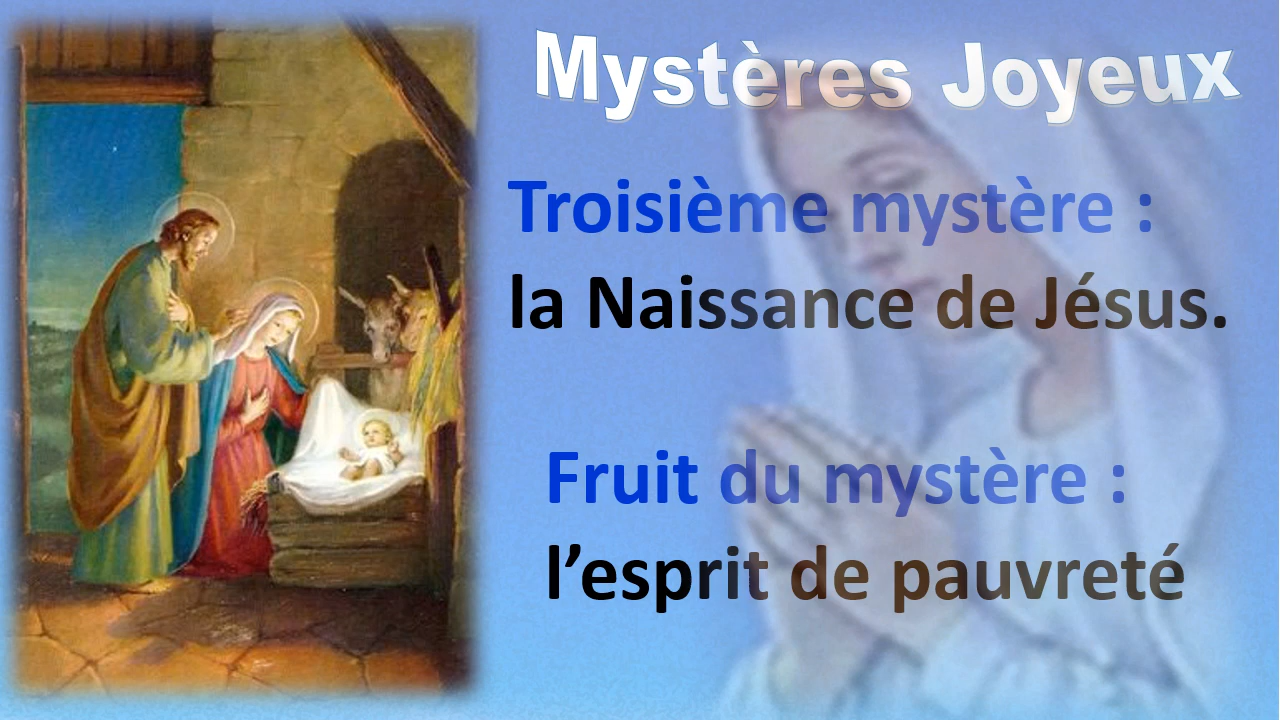 Mystères Joyeux
Troisième mystère :
la Naissance de Jésus.
Fruit du mystère :
l’esprit de pauvreté